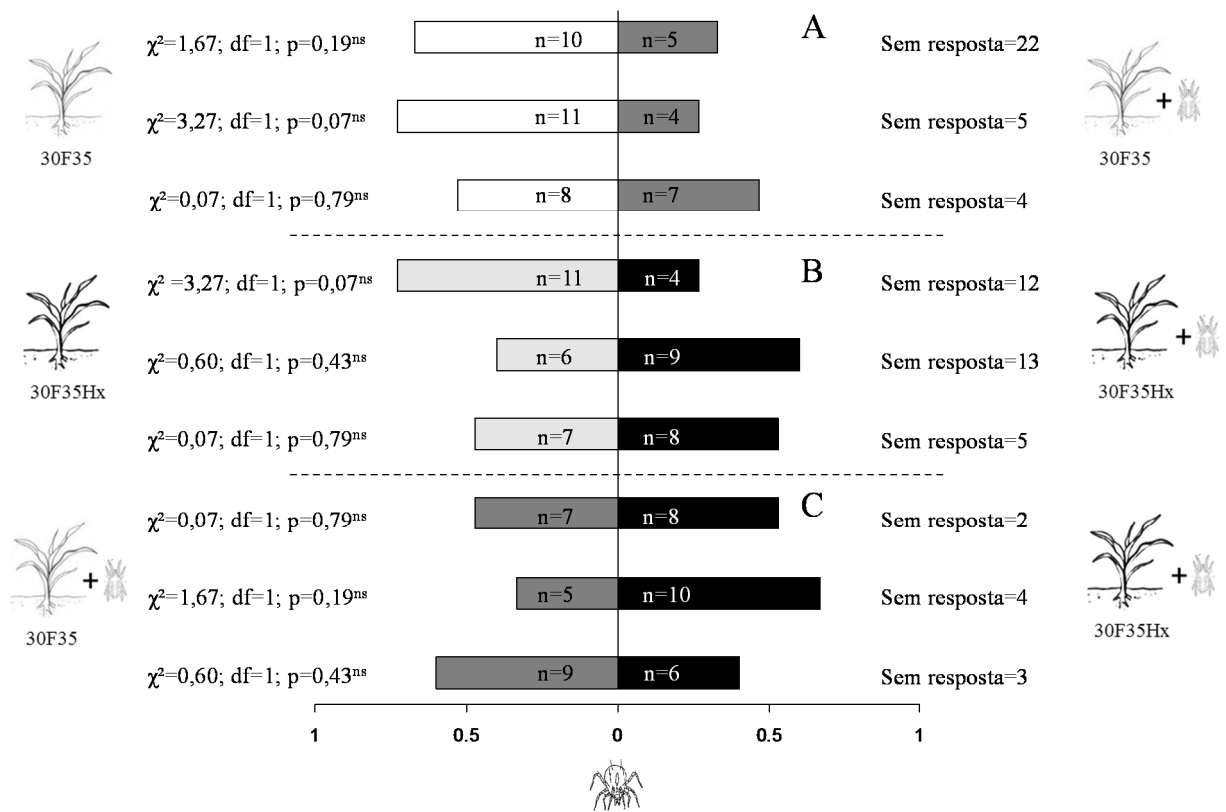 A
χ²=1,67; df=1; p=0,19ⁿˢ n=10 n=5 Sem resposta=22
χ²=3,27; df=1; p=0,07ⁿˢ n=11 n=4 Sem resposta=5
+
30F35 30F35
χ²=0,07; df=1; p=0,79ⁿˢ n=8 n=7 Sem resposta=4
B
χ² =3,27; df=1; p=0,07ⁿˢ n=11 n=4 Sem resposta=12
+
χ²=0,60; df=1; p=0,43ⁿˢ n=6 n=9 Sem resposta=13
30F35Hx 30F35Hx
χ²=0,07; df=1; p=0,79ⁿˢ n=7 n=8 Sem resposta=5
C
χ²=0,07; df=1; p=0,79ⁿˢ n=7 n=8 Sem resposta=2
+ +
χ²=1,67; df=1; p=0,19ⁿˢ n=5 n=10 Sem resposta=4
30F35 30F35Hx
χ²=0,60; df=1; p=0,43ⁿˢ n=9 n=6 Sem resposta=3
1 0.5 0 0.5 1